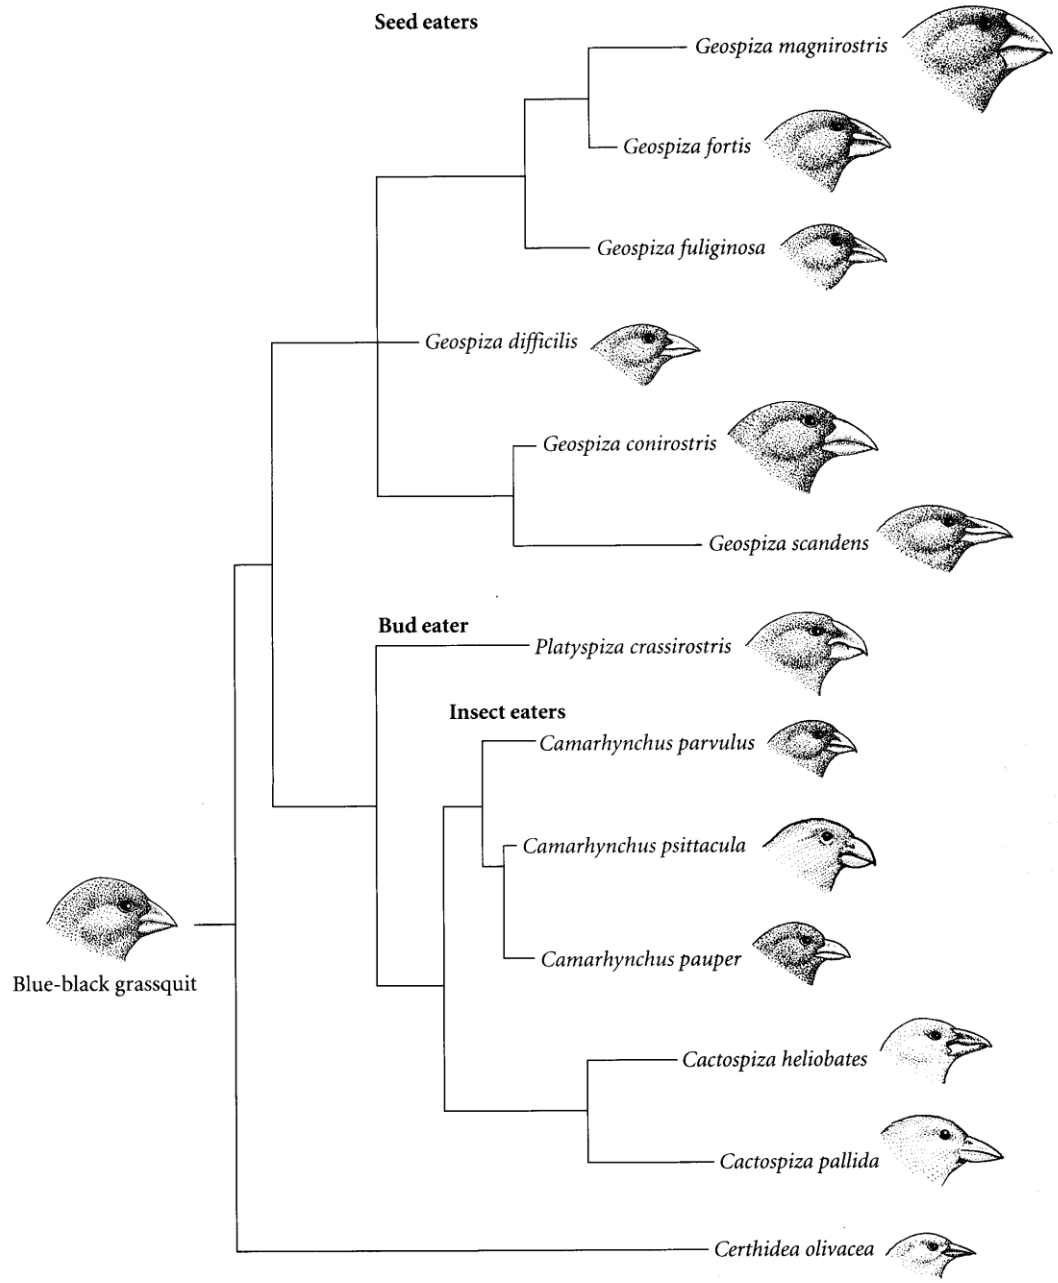 Seed eaters
Geospiza magnirostris
Geospiza fortis
Geospiza fuliginosa
Geospiza difficilis
Geospiza conirostris
Geospiza scandens
Bud eater
Platyspiza crassirostris
Insect eaters
Camarhynchus parvulus
Camarhynchus psittacula
Camarhynchus pauper
Blue-black grassquit
Cactospiza heliobates
Cactospiza pallida
Certhidea olivacea